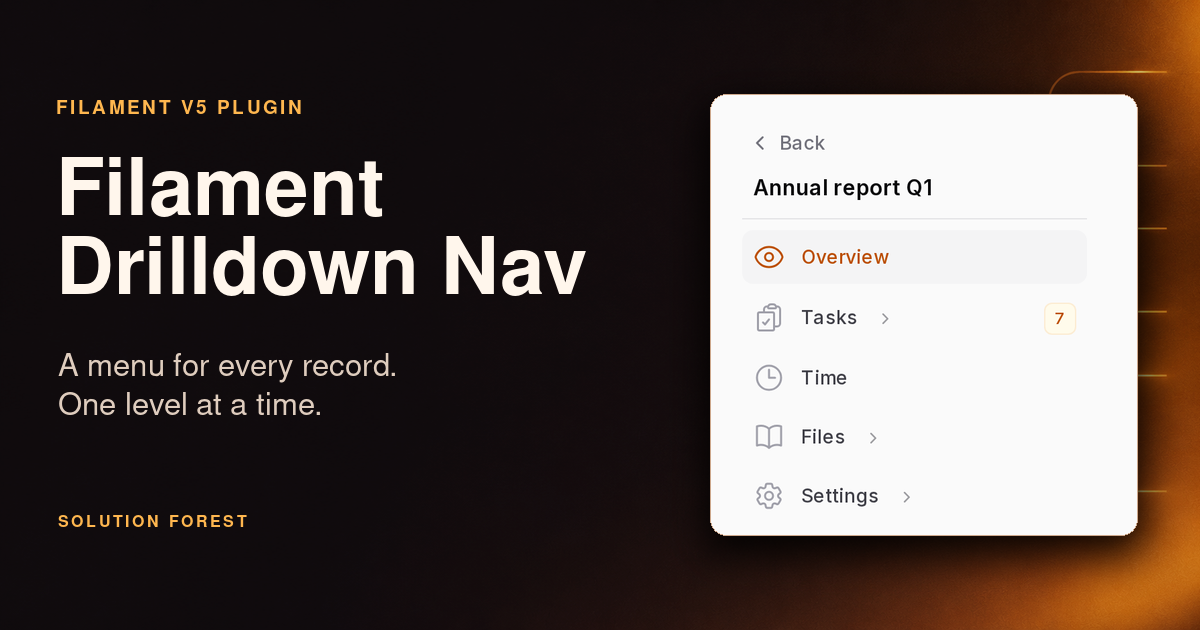 FILAMENT V5 PLUGIN
Filament
Drilldown Nav
A menu for every record.
One level at a time.
SOLUTION FOREST
Back
Annual report Q1
Overview
Tasks 7
Time
Files
Settings